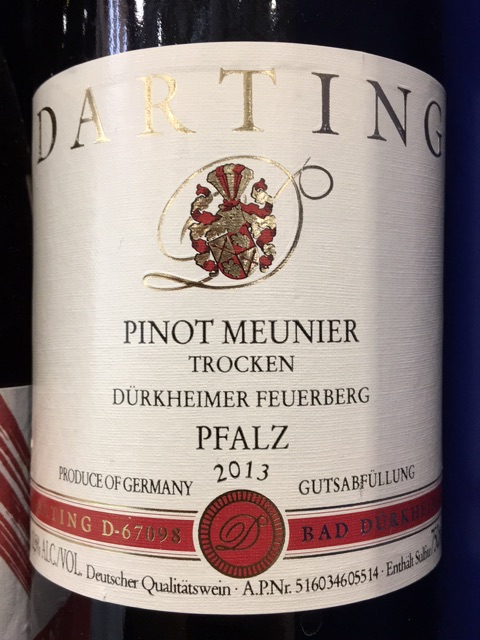 DARTING
D
PINOT MEUNIER
TROCKEN
DÜRKHEIMER FEUERBERG
PFALZ
2013
PRODUCE OF GERMANY GUTSABFÜLLUNG
D-67098 D BAD
ALC./VOL. Deutscher Qualitätswein · A.P.Nr. 516034605514 · Enthält